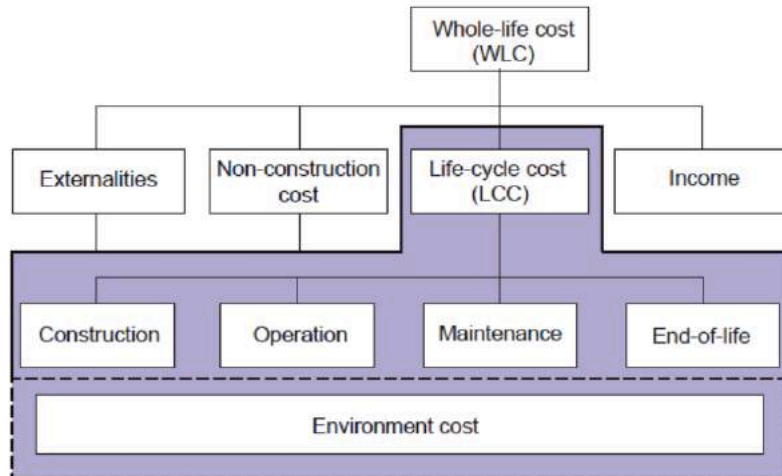 Whole-life cost
(WLC)
Externalities
Non-construction
cost
Life-cycle cost
(LCC)
Income
Construction
Operation
Maintenance
End-of-life
Environment cost